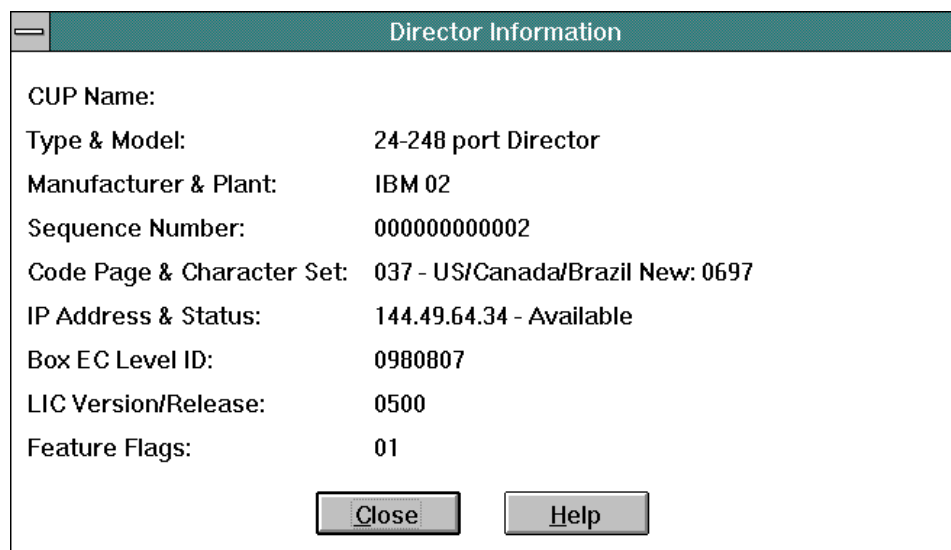 Director Information
CUP Name:
Type & Model: 24-248 port Director
Manufacturer & Plant: IBM 02
Sequence Number: 000000000002
Code Page & Character Set: 037 - US/Canada/Brazil New: 0697
IP Address & Status: 144.49.64.34 - Available
Box EC Level ID: 0980807
LIC Version/Release: 0500
Feature Flags: 01
Close Help